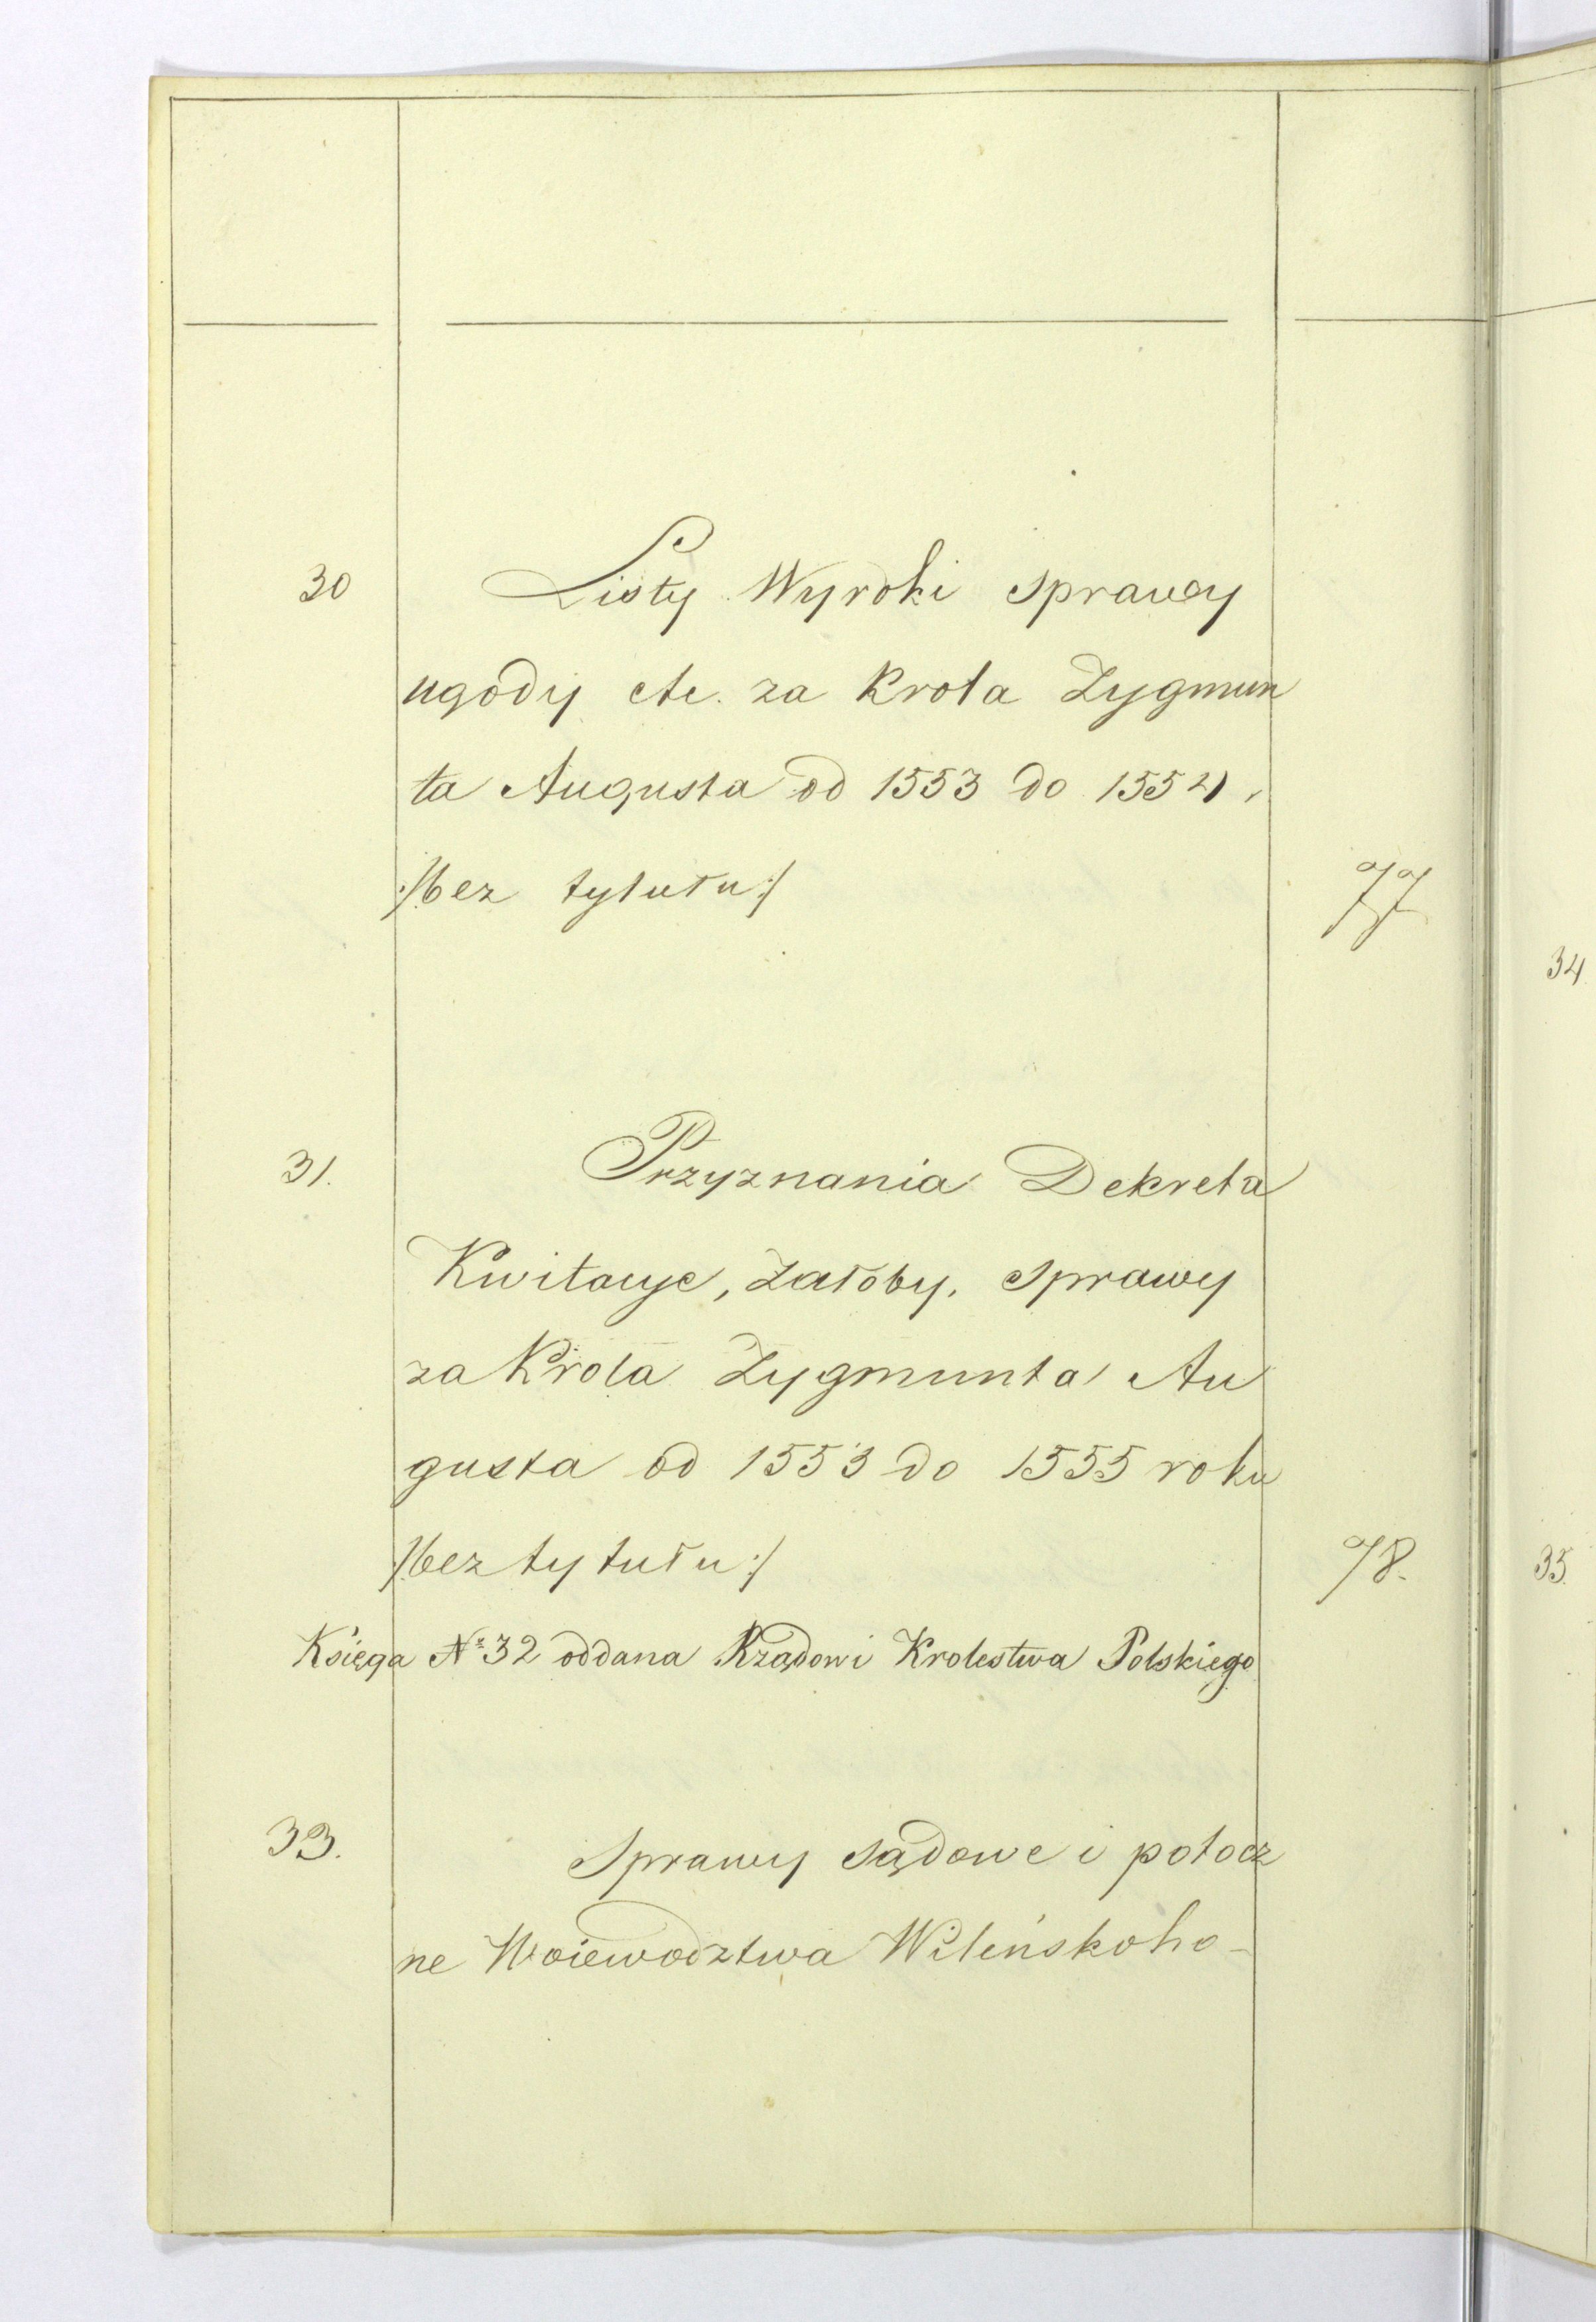 30 Listy Wyroki sprawy
ugody etc. za Krola Zygmun
ta Augusta od 1553 do 1554.
:/bez tytułu:/ 77
31. Przyznania Dekreta
Kwitacye, Załoby, sprawy
za Krola Zygmunta Au
gusta od 1553 do 1555 roku
:/bez tytułu:/ 78.
Księga No 32 oddana Rządowi Krolestwa Polskiego
33. Sprawy sądowe i potocz
ne Woiewodztwa Wileńskoho -
34
35